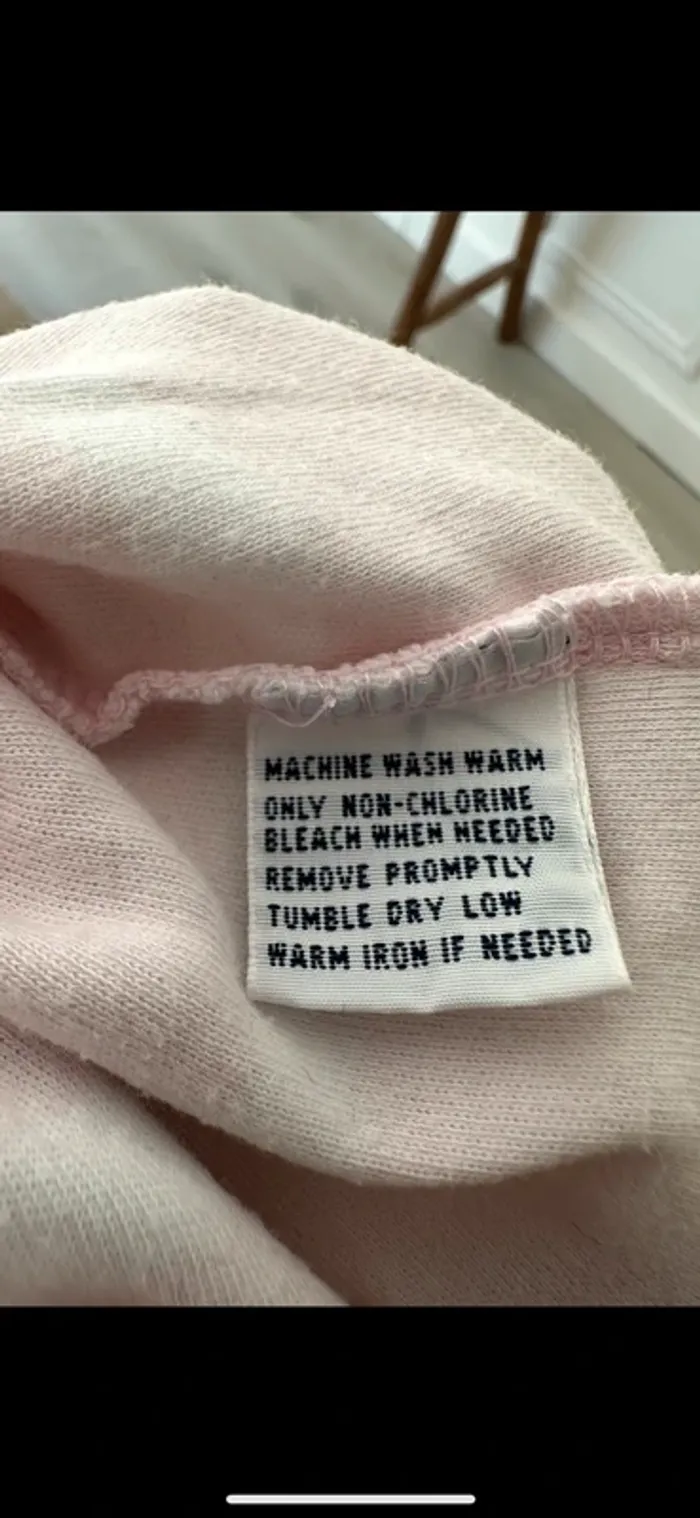 MACHINE WASH WARM
ONLY NON-CHLORINE
BLEACH WHEN NEEDED
REMOVE PROMPTLY
TUMBLE DRY LOW
WARM IRON IF NEEDED